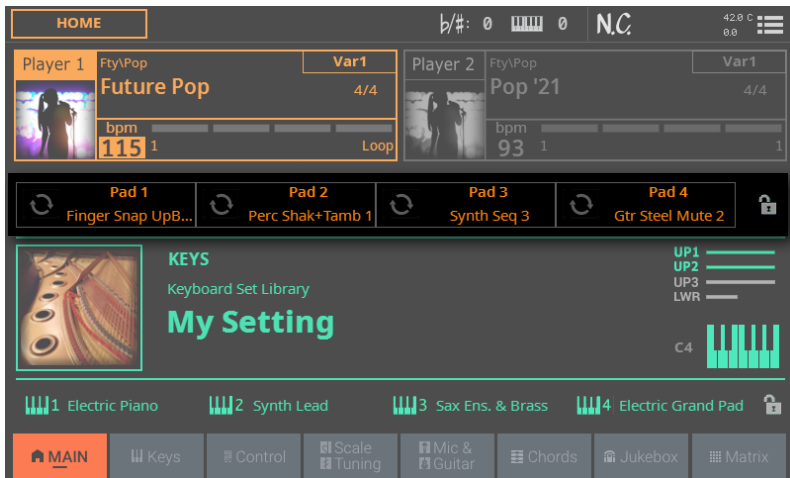 HOME
b/#: 0 0 N.C. 42.0 C
0.0
Player 1 Fty\Pop Var1
Future Pop 4/4
bpm
115 1 Loop
Player 2 Fty\Pop Var1
Pop '21 4/4
bpm
93 1 1
Pad 1
Finger Snap UpB...
Pad 2
Perc Shak+Tamb 1
Pad 3
Synth Seq 3
Pad 4
Gtr Steel Mute 2
KEYS
Keyboard Set Library
My Setting
UP1
UP2
UP3
LWR
C4
1 Electric Piano
2 Synth Lead
3 Sax Ens. & Brass
4 Electric Grand Pad
MAIN
Keys
Control
Scale
Tuning
Mic &
Guitar
Chords
Jukebox
Matrix